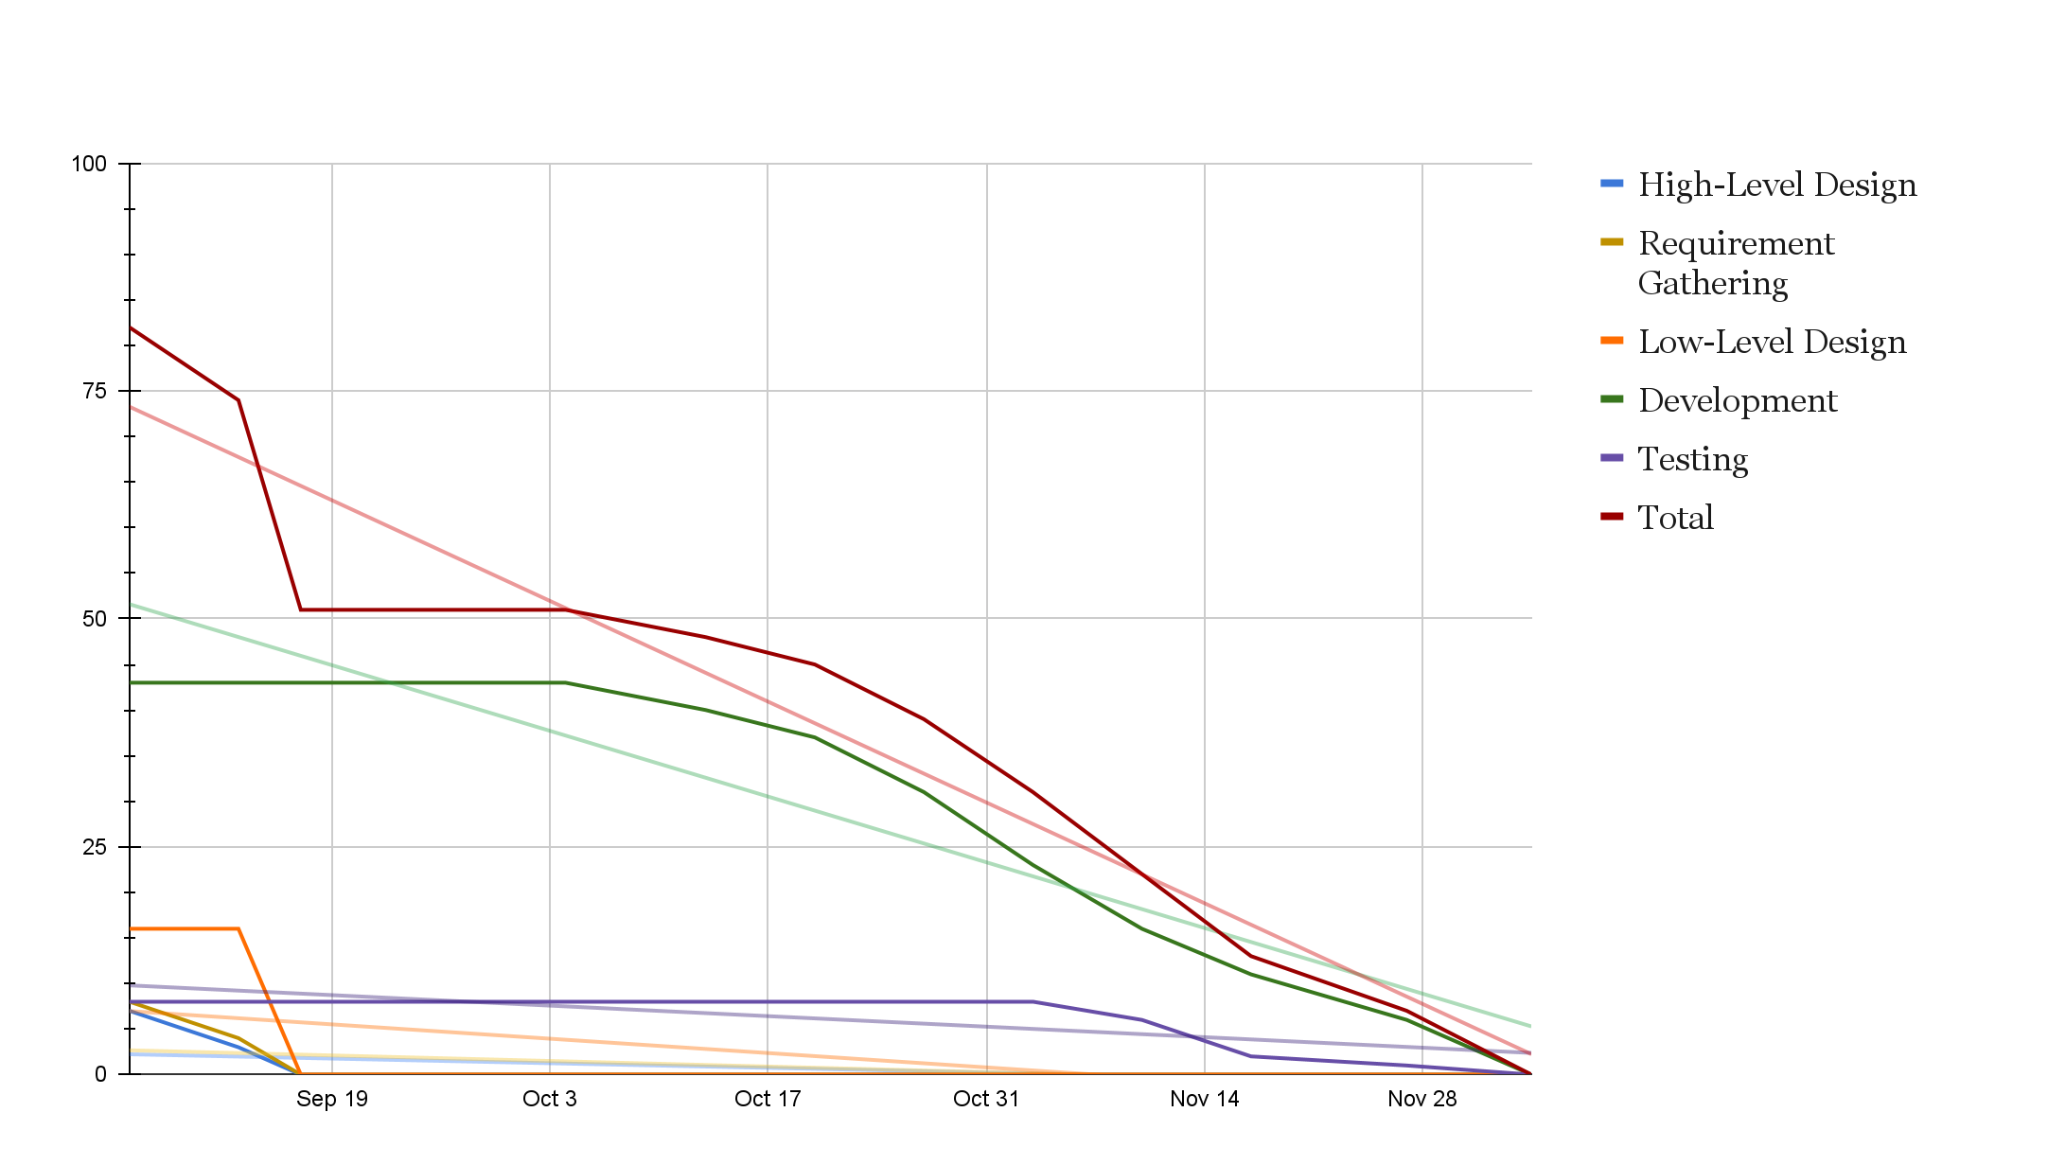 100
75
50
25
0
Sep 19
Oct 3
Oct 17
Oct 31
Nov 14
Nov 28
High-Level Design
Requirement
Gathering
Low-Level Design
Development
Testing
Total